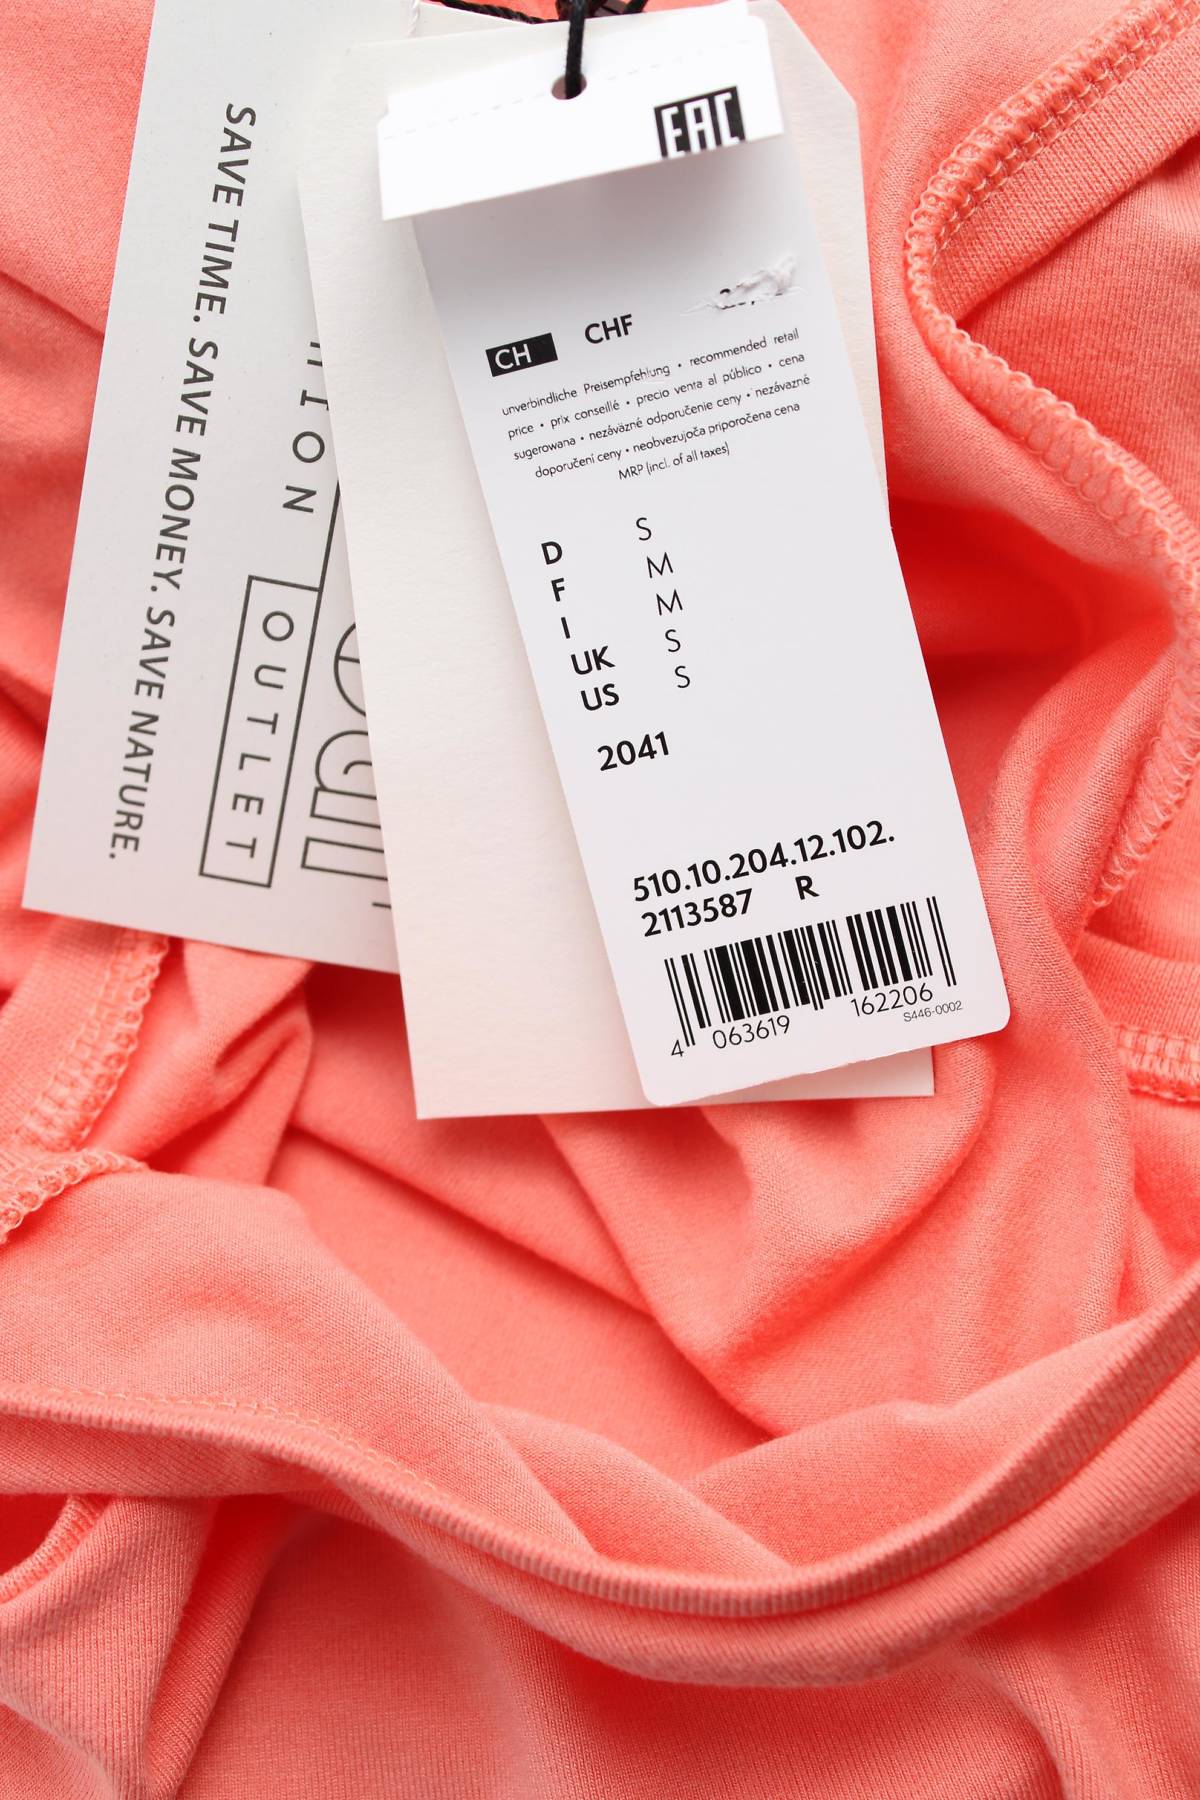 SAVE TIME. SAVE MONEY. SAVE NATURE.
OUTLET
EAC
CH CHF
unverbindliche Preisempfehlung • recommended retail
price • prix conseillé • precio venta al público • cena
sugerowana • nezáväzné odporučenie ceny • nezávazné
doporučení ceny • neobvezujoča priporočena cena
MRP (incl. of all taxes)
D S
F M
I M
UK S
US S
2041
510.10.204.12.102.
2113587 R
4 063619 162206
S446-0002